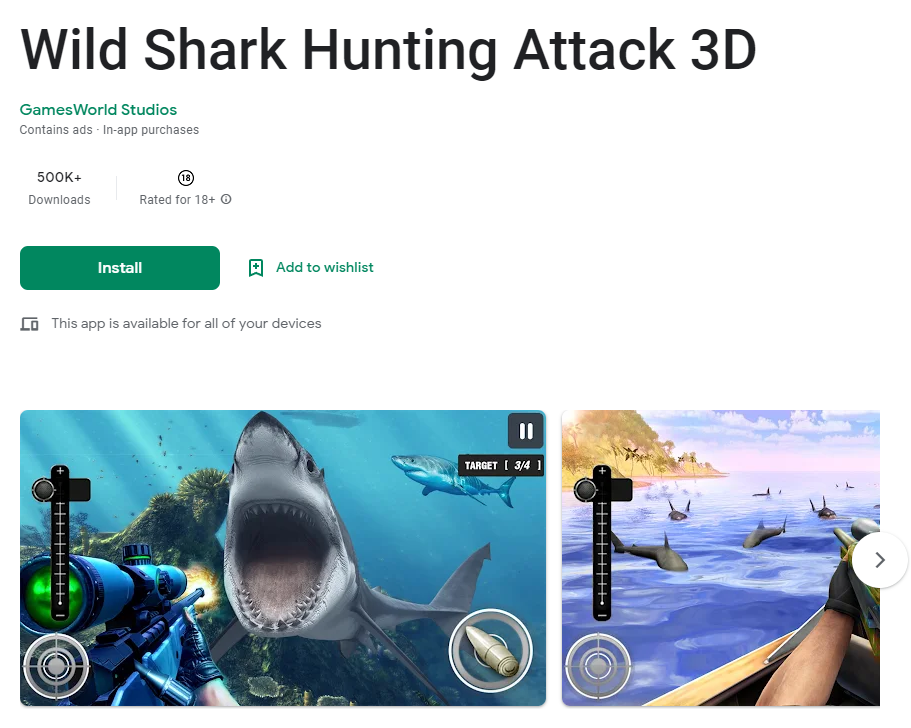 Wild Shark Hunting Attack 3D
GamesWorld Studios
Contains ads · In-app purchases
500K+
Downloads
18
Rated for 18+
Install
Add to wishlist
This app is available for all of your devices
TARGET [ 3/4 ]